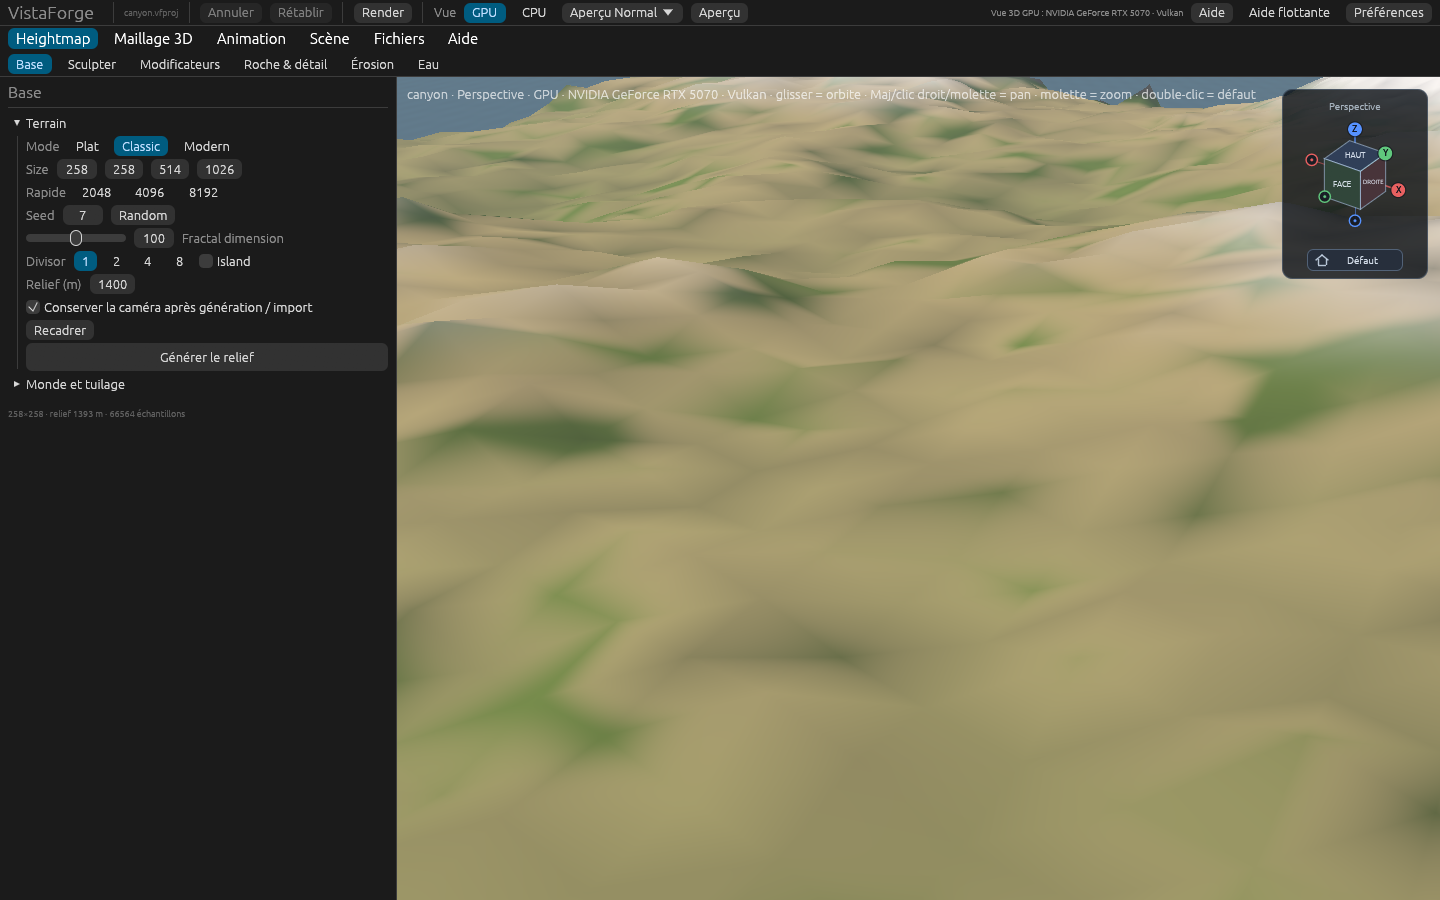 VistaForge canyon.vfproj Annuler Rétablir Render Vue GPU CPU Aperçu Normal Aperçu Vue 3D GPU : NVIDIA GeForce RTX 5070 · Vulkan Aide Aide flottante Préférences
Heightmap Maillage 3D Animation Scène Fichiers Aide
Base Sculpter Modificateurs Roche & détail Érosion Eau
Base
Terrain
Mode Plat Classic Modern
Size 258 258 514 1026
Rapide 2048 4096 8192
Seed 7 Random
100 Fractal dimension
Divisor 1 2 4 8 Island
Relief (m) 1400
Conserver la caméra après génération / import
Recadrer
Générer le relief
Monde et tuilage
258×258 · relief 1393 m · 66564 échantillons
canyon · Perspective · GPU · NVIDIA GeForce RTX 5070 · Vulkan · glisser = orbite · Maj/clic droit/molette = pan · molette = zoom · double-clic = défaut
Perspective
Z
HAUT Y
FACE DROITE X
Défaut